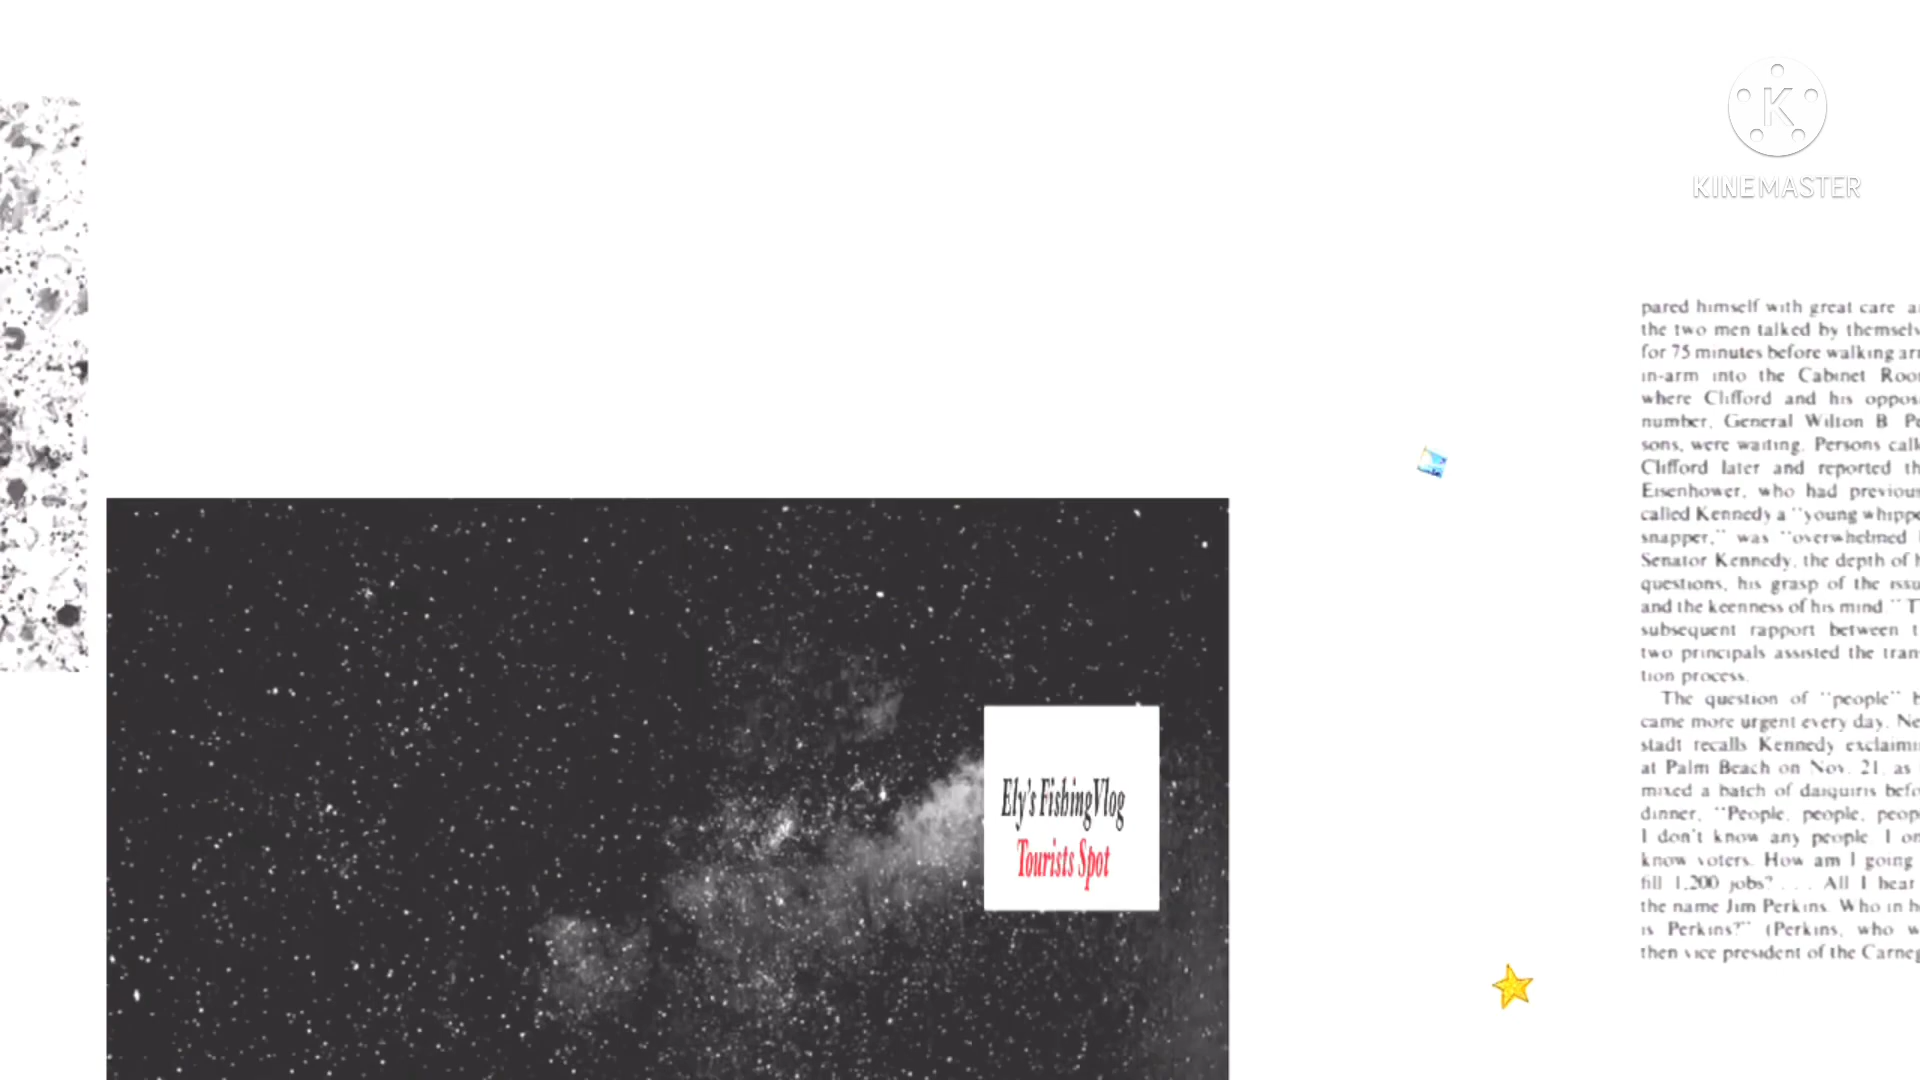 KINEMASTER
pared himself with great care
the two men talked by
for 75 minutes before walking
in-arm into the Cabinet
where Clifford and his
number, General Wilton B.
sons, were waiting. Persons
Clifford later and reported
Eisenhower, who had
called Kennedy a "young
snapper," was "overwhelmed
Senator Kennedy, the depth of
questions, his grasp of the
and the keenness of his mind"
subsequent rapport between
two principals assisted the
tion process.
The question of "people"
came more urgent every day.
stadt recalls Kennedy
at Palm Beach on Nov. 21, as
mixed a batch of daiquiris
dinner, "People, people,
I don't know any people. I
know voters. How am I going
fill 1,200 jobs? . . . All I hear
the name Jim Perkins. Who in
is Perkins?" (Perkins, who
then vice president of the
Ely's FishingVlog
Tourists Spot